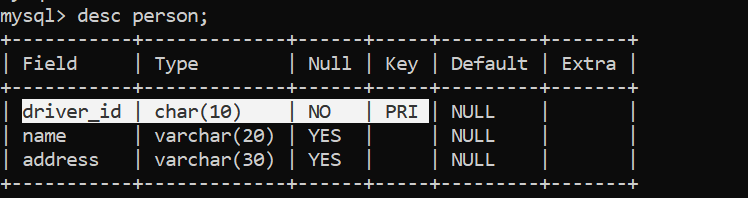 mysql> desc person;
+-----------+-------------+------+-----+---------+-------+
| Field     | Type        | Null | Key | Default | Extra |
+-----------+-------------+------+-----+---------+-------+
| driver_id | char(10)    | NO   | PRI | NULL    |       |
| name      | varchar(20) | YES  |     | NULL    |       |
| address   | varchar(30) | YES  |     | NULL    |       |
+-----------+-------------+------+-----+---------+-------+